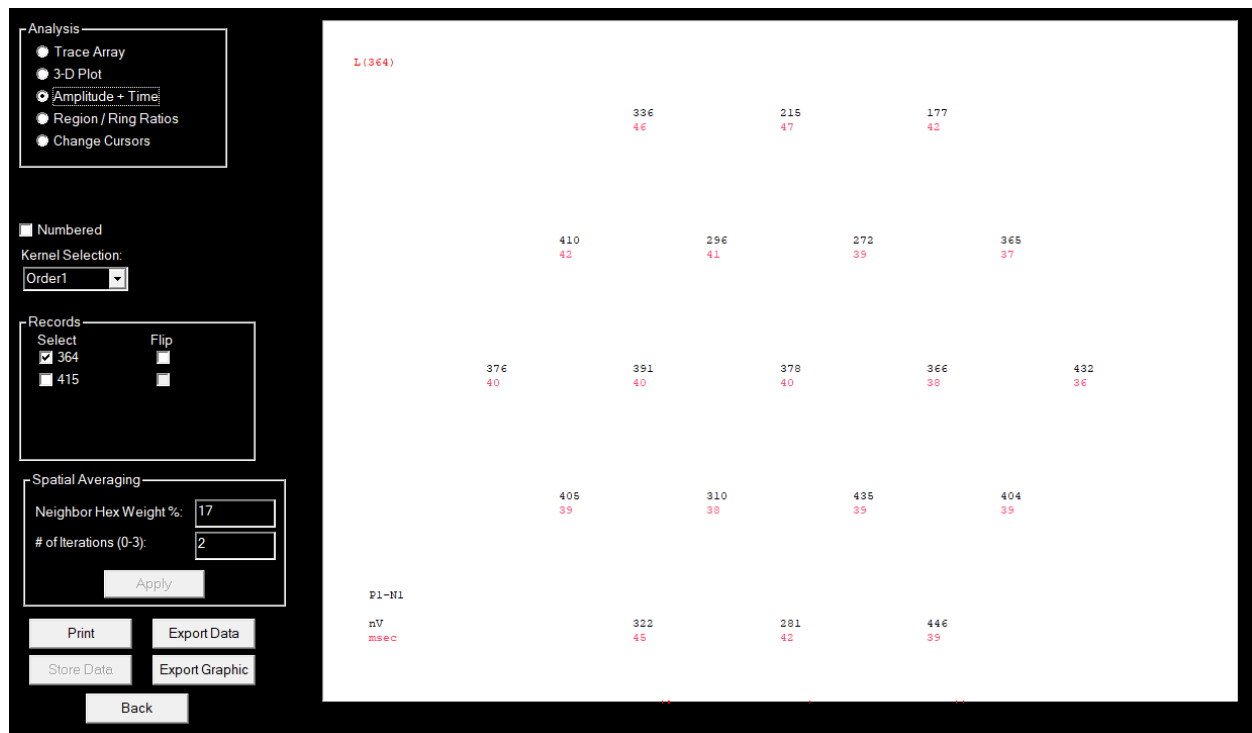 Analysis
Trace Array
3-D Plot
Amplitude + Time
Region / Ring Ratios
Change Cursors
Numbered
Kernel Selection:
Order1
Records
Select Flip
364
415
Spatial Averaging
Neighbor Hex Weight %: 17
# of Iterations (0-3): 2
Apply
Print Export Data
Store Data Export Graphic
Back
L(364)
336 215 177
46 47 42
410 296 272 365
42 41 39 37
376 391 378 366 432
40 40 40 38 36
405 310 435 404
39 38 39 39
P1-N1
nV 322 281 446
msec 45 42 39